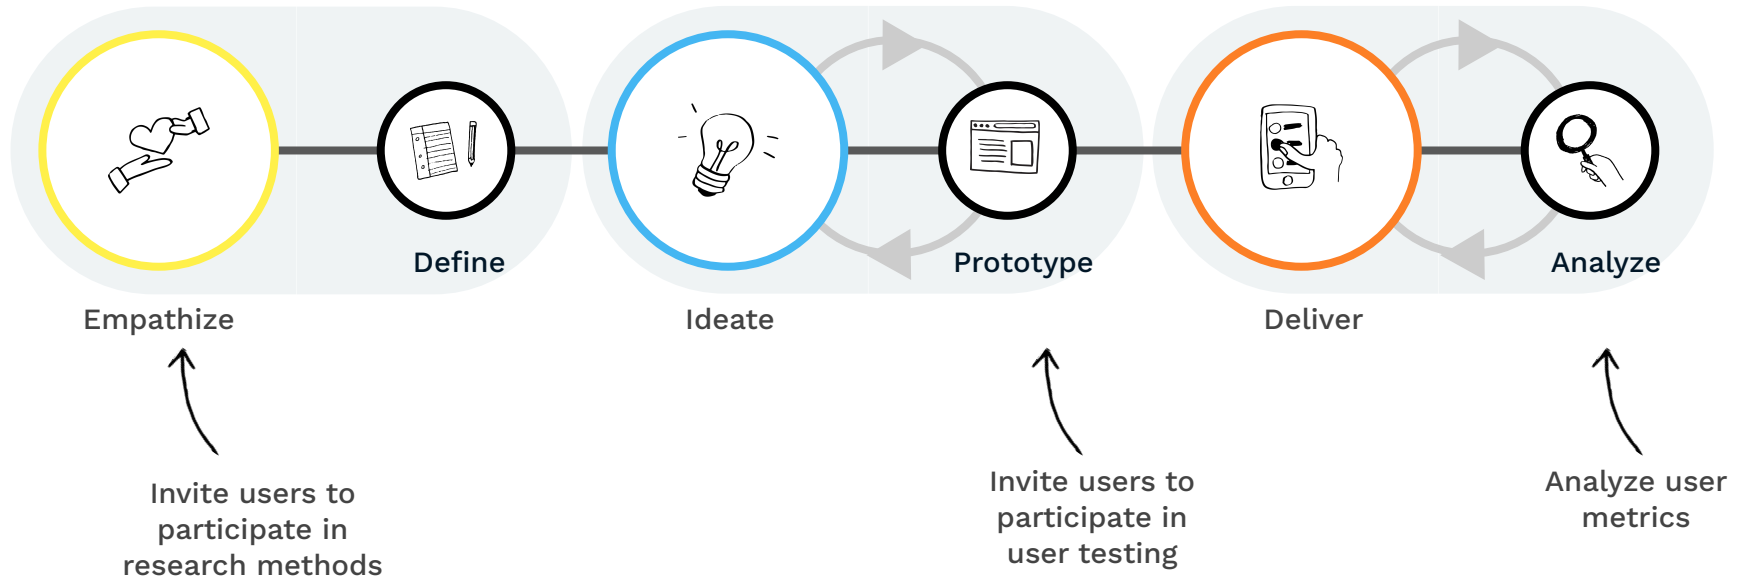 Define
Prototype
Analyze
Empathize
Ideate
Deliver
Invite users to
participate in
research methods
Invite users to
participate in
user testing
Analyze user
metrics